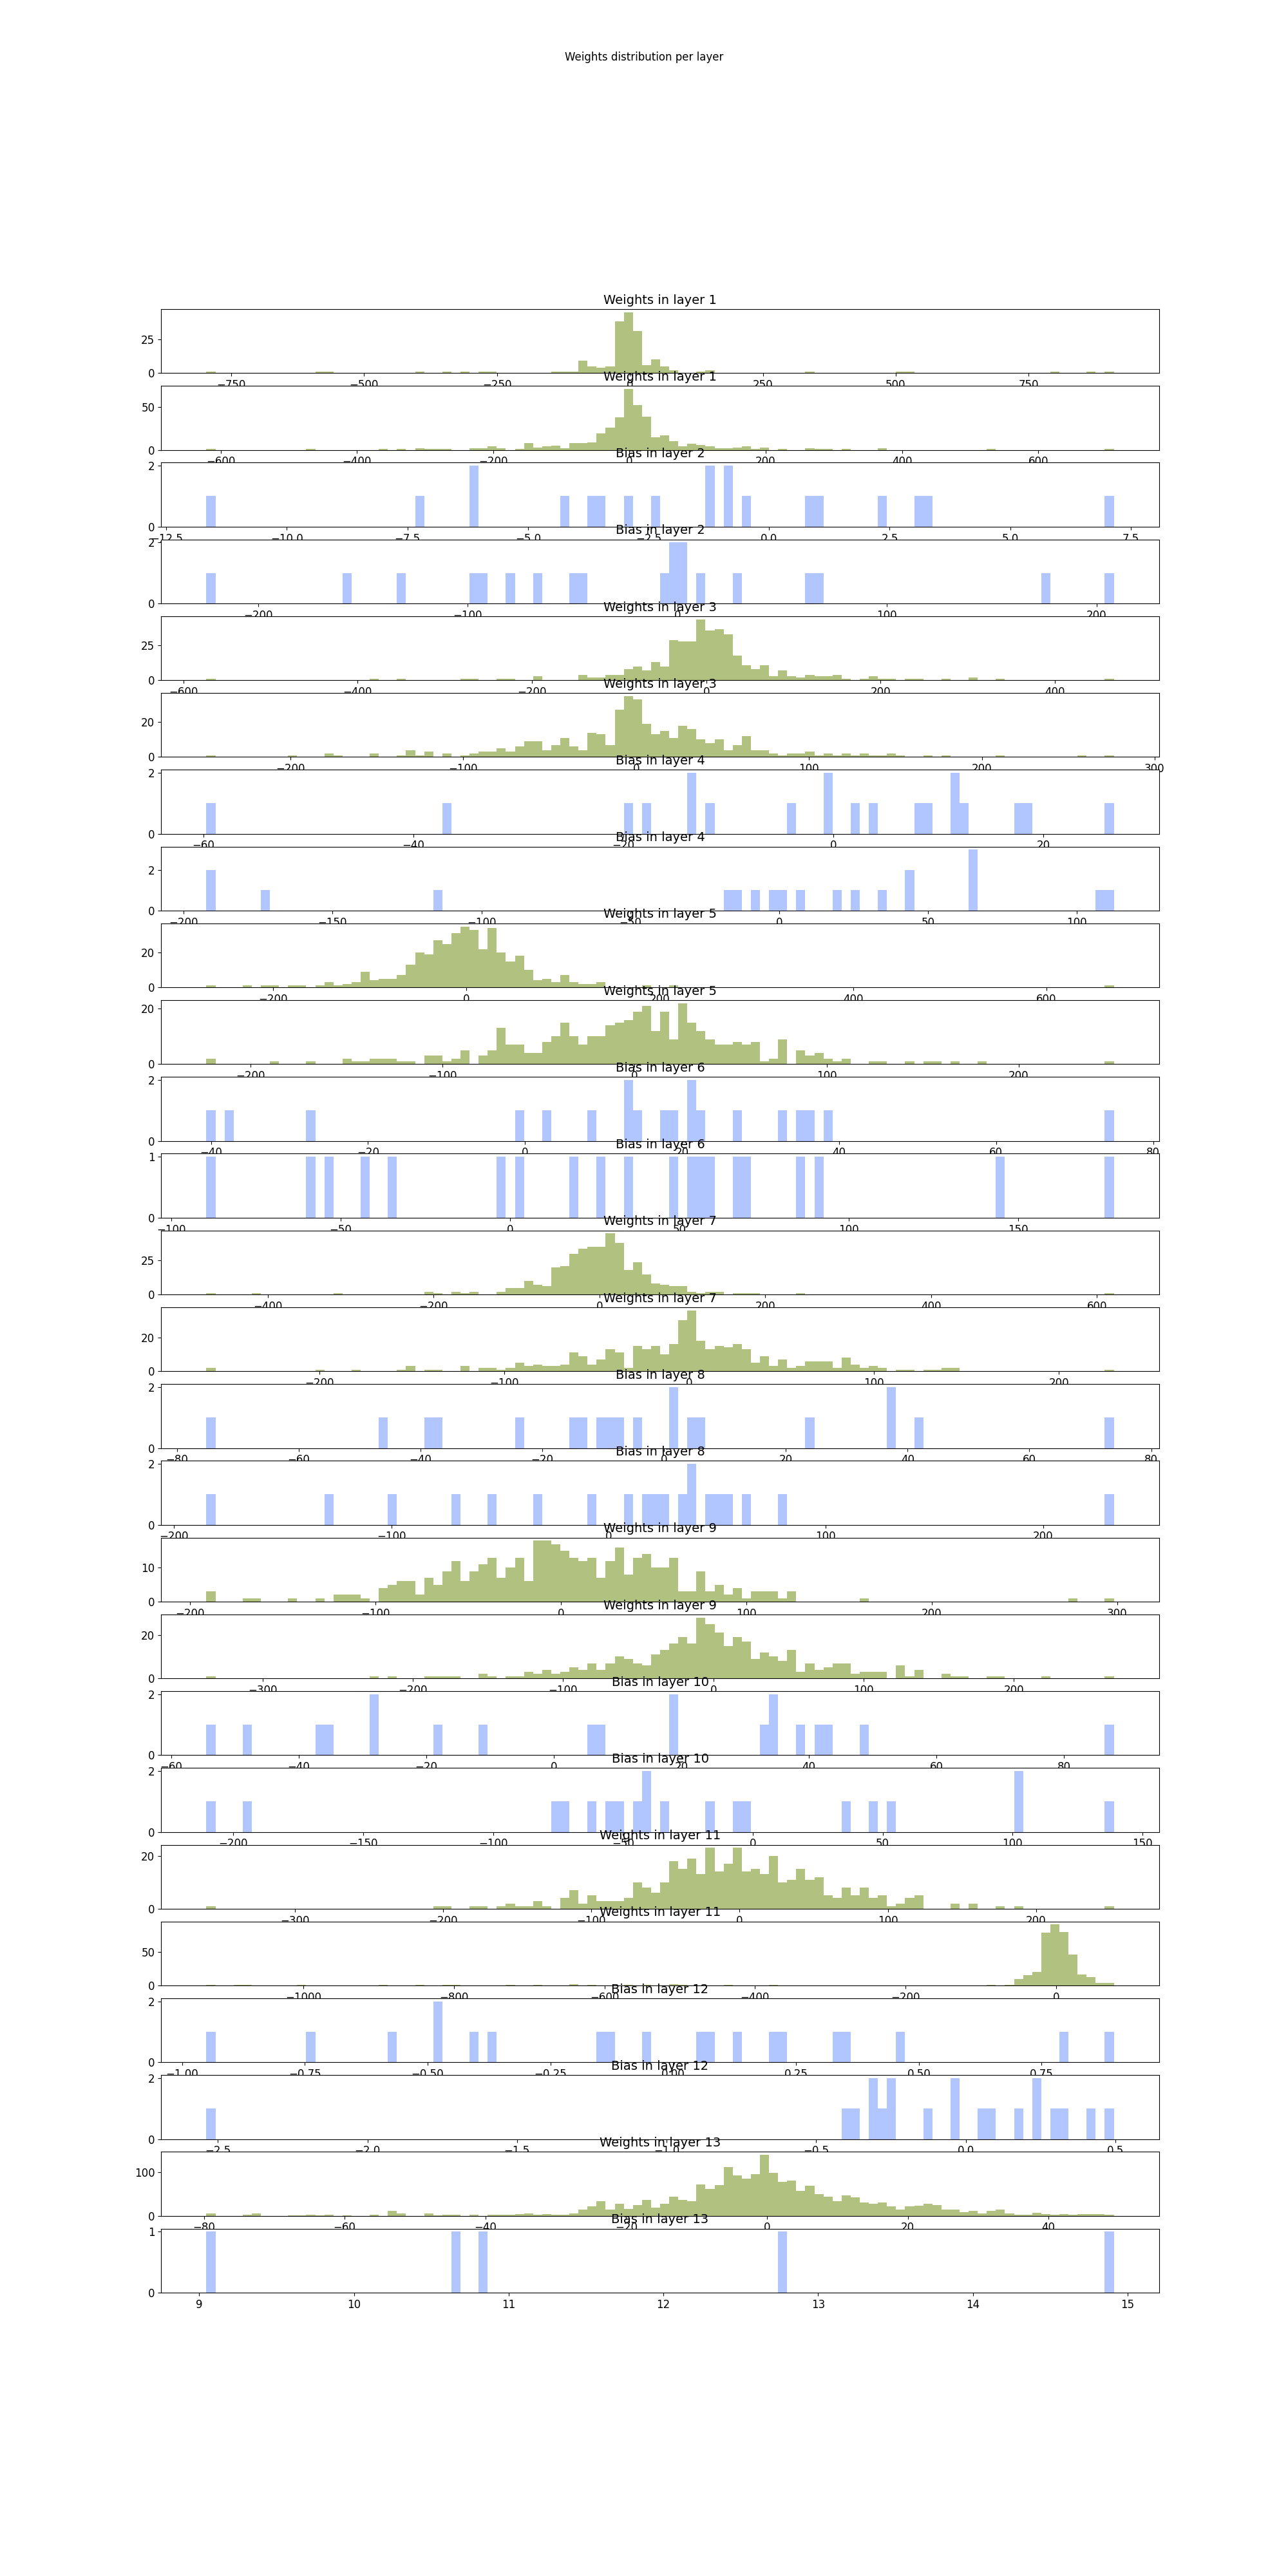 Weights distribution per layer
Weights in layer 1
25
0
−750 −500 −250 0 250 500 750
Weights in layer 1
50
0
−600 −400 −200 0 200 400 600
Bias in layer 2
2
0
−12.5 −10.0 −7.5 −5.0 −2.5 0.0 2.5 5.0 7.5
Bias in layer 2
2
0
−200 −100 0 100 200
Weights in layer 3
25
0
−600 −400 −200 0 200 400
Weights in layer 3
20
0
−200 −100 0 100 200 300
Bias in layer 4
2
0
−60 −40 −20 0 20
Bias in layer 4
2
0
−200 −150 −100 −50 0 50 100
Weights in layer 5
20
0
−200 0 200 400 600
Weights in layer 5
20
0
−200 −100 0 100 200
Bias in layer 6
2
0
−40 −20 0 20 40 60 80
Bias in layer 6
1
0
−100 −50 0 50 100 150
Weights in layer 7
25
0
−400 −200 0 200 400 600
Weights in layer 7
20
0
−200 −100 0 100 200
Bias in layer 8
2
0
−80 −60 −40 −20 0 20 40 60 80
Bias in layer 8
2
0
−200 −100 0 100 200
Weights in layer 9
10
0
−200 −100 0 100 200 300
Weights in layer 9
20
0
−300 −200 −100 0 100 200
Bias in layer 10
2
0
−60 −40 −20 0 20 40 60 80
Bias in layer 10
2
0
−200 −150 −100 −50 0 50 100 150
Weights in layer 11
20
0
−300 −200 −100 0 100 200
Weights in layer 11
50
0
−1000 −800 −600 −400 −200 0
Bias in layer 12
2
0
−1.00 −0.75 −0.50 −0.25 0.00 0.25 0.50 0.75
Bias in layer 12
2
0
−2.5 −2.0 −1.5 −1.0 −0.5 0.0 0.5
Weights in layer 13
100
0
−80 −60 −40 −20 0 20 40
Bias in layer 13
1
0
9 10 11 12 13 14 15